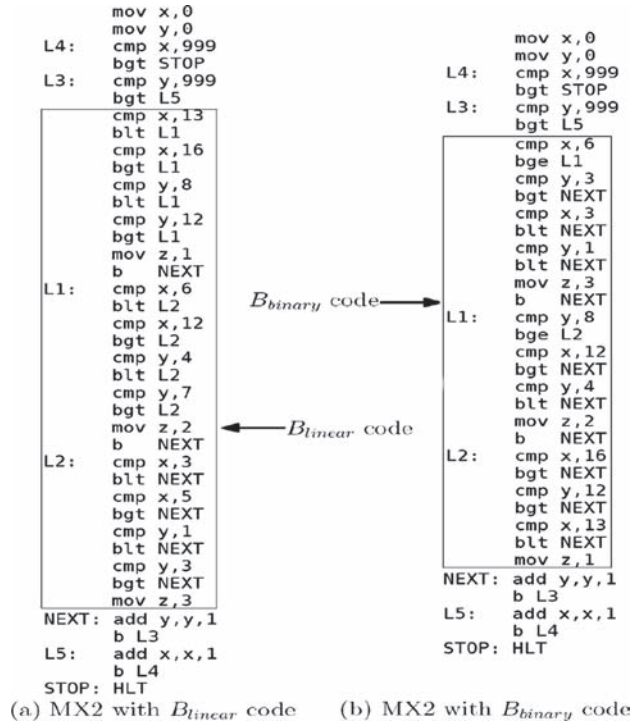 mov x,0
mov y,0
L4: cmp x,999
bgt STOP
L3: cmp y,999
bgt L5
cmp x,13
blt L1
cmp x,16
bgt L1
cmp y,8
blt L1
cmp y,12
bgt L1
mov z,1
b NEXT
L1: cmp x,6
blt L2
cmp x,12
bgt L2
cmp y,4
blt L2
cmp y,7
bgt L2
mov z,2
b NEXT
L2: cmp x,3
blt NEXT
cmp x,5
bgt NEXT
cmp y,1
blt NEXT
cmp y,3
bgt NEXT
mov z,3
NEXT: add y,y,1
b L3
L5: add x,x,1
b L4
STOP: HLT
(a) MX2 with Blinear code
Bbinary code
Blinear code
mov x,0
mov y,0
L4: cmp x,999
bgt STOP
L3: cmp y,999
bgt L5
cmp x,6
bge L1
cmp y,3
bgt NEXT
cmp x,3
blt NEXT
cmp y,1
blt NEXT
mov z,3
b NEXT
L1: cmp y,8
bge L2
cmp x,12
bgt NEXT
cmp y,4
blt NEXT
mov z,2
b NEXT
L2: cmp x,16
bgt NEXT
cmp y,12
bgt NEXT
cmp x,13
blt NEXT
mov z,1
NEXT: add y,y,1
b L3
L5: add x,x,1
b L4
STOP: HLT
(b) MX2 with Bbinary code